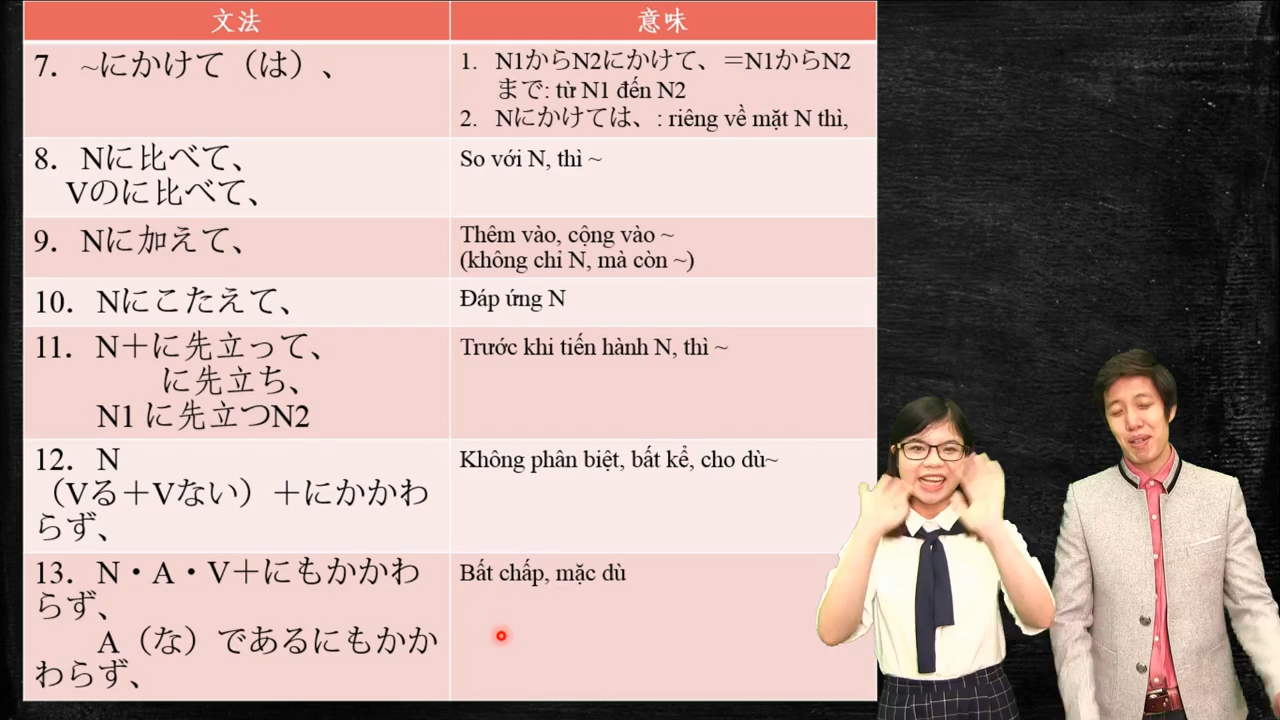 文法
意味
7. ~にかけて（は）、
1. N1からN2にかけて、＝N1からN2
まで: từ N1 đến N2
2. Nにかけては、: riêng về mặt N thì,
8. Nに比べて、
Vのに比べて、
So với N, thì ~
9. Nに加えて、
Thêm vào, cộng vào ~
(không chỉ N, mà còn ~)
10. Nにこたえて、
Đáp ứng N
11. N＋に先立って、
に先立ち、
N1 に先立つN2
Trước khi tiến hành N, thì ~
12. N
（Vる＋Vない）＋にかかわ
らず、
Không phân biệt, bất kể, cho dù~
13. N・A・V＋にもかかわ
らず、
A（な）であるにもかか
わらず、
Bất chấp, mặc dù